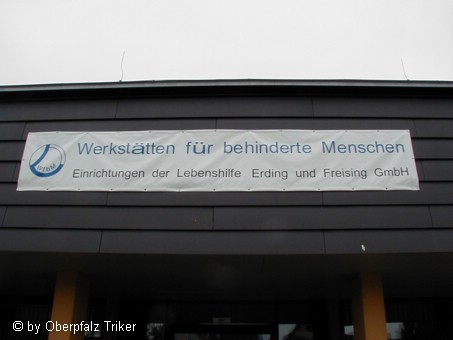 Werkstätten für behinderte Menschen
Einrichtungen der Lebenshilfe Erding und Freising GmbH
© by Oberpfalz Triker